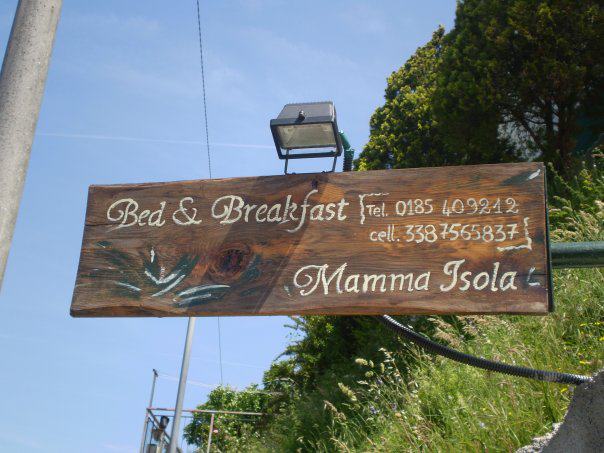 Bed & Breakfast [Tel. 0185 409212
cell. 3387565837]
Mamma Isola